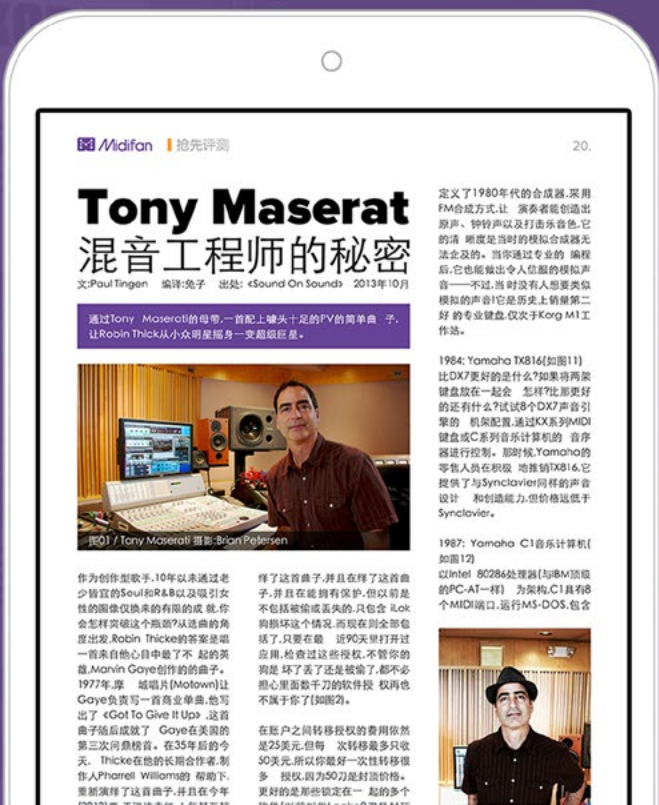 Midifan 抢先评测
20.
Tony Maserat
混音工程师的秘密
文:Paul Tingen 编译:兔子 出处:《Sound On Sound》 2013年10月
通过Tony Maserati的母带,一首配上噱头十足的PV的简单曲 子,
让Robin Thick从小众明星摇身一变超级巨星。
图01 / Tony Maserati 摄影:Brian Petersen
作为创作型歌手,10年以来通过老
少皆宜的Soul和R&B以及吸引女
性的图像仅换来的有限的成 就,你
会怎样突破这个瓶颈?从选曲的角
度出发,Robin Thicke的答案是唱
一首来自他心目中最了不 起的英
雄,Marvin Gaye创作的的曲子。
1977年,摩 城唱片(Motown)让
Gaye负责写一首商业单曲,他写
出了《Got To Give It Up》,这首
曲子随后成就了 Gaye在美国的
第三次问鼎榜首。在35年后的今
天, Thicke在他的长期合作者,制
作人Pharrell Williams的 帮助下,
重新演绎了这首曲子,并且在今年
绎了这首曲子,并且在绎了这首曲
子,并且在能拥有保护,但以前是
不包括被偷或丢失的,只包含 iLok
狗损坏这个情况,而现在则全部包
括了,只要在最 近90天里打开过
应用,检查过这些授权,不管你的
狗是 坏了丢了还是被偷了,都不必
担心里面数千刀的软件授 权再也
不属于你了(如图2)。
在账户之间转移授权的费用依然
是25美元,但每 次转移最多只收
50美元,所以你最好一次性转移很
多 授权,因为50刀是封顶价格。
更好的是那些锁定在一 起的多个
定义了1980年代的合成器,采用
FM合成方式,让 演奏者能创造出
原声、钟铃声以及打击乐音色,它
的清 晰度是当时的模拟合成器无
法企及的。当你通过专业的 编程
后,它也能做出令人信服的模拟声
音——不过,当 时没有人想要类似
模拟的声音!它是历史上销量第二
好 的专业键盘,仅次于Korg M1工
作站。
1984: Yamaha TX816(如图11)
比DX7更好的是什么?如果将两架
键盘放在一起会 怎样?比那更好
的还有什么?试试8个DX7声音引
擎的 机架配置,通过KX系列MIDI
键盘或C系列音乐计算机的 音序
器进行控制。那时候,Yamaha的
零售人员在积极 地推销TX816,它
提供了与Synclavier同样的声音
设计 和创造能力,但价格远低于
Synclavier。
1987: Yamaha C1音乐计算机(
如图12)
以Intel 80286处理器(与IBM顶级
的PC-AT一样) 为架构,C1具有8
个MIDI端口,运行MS-DOS,包含